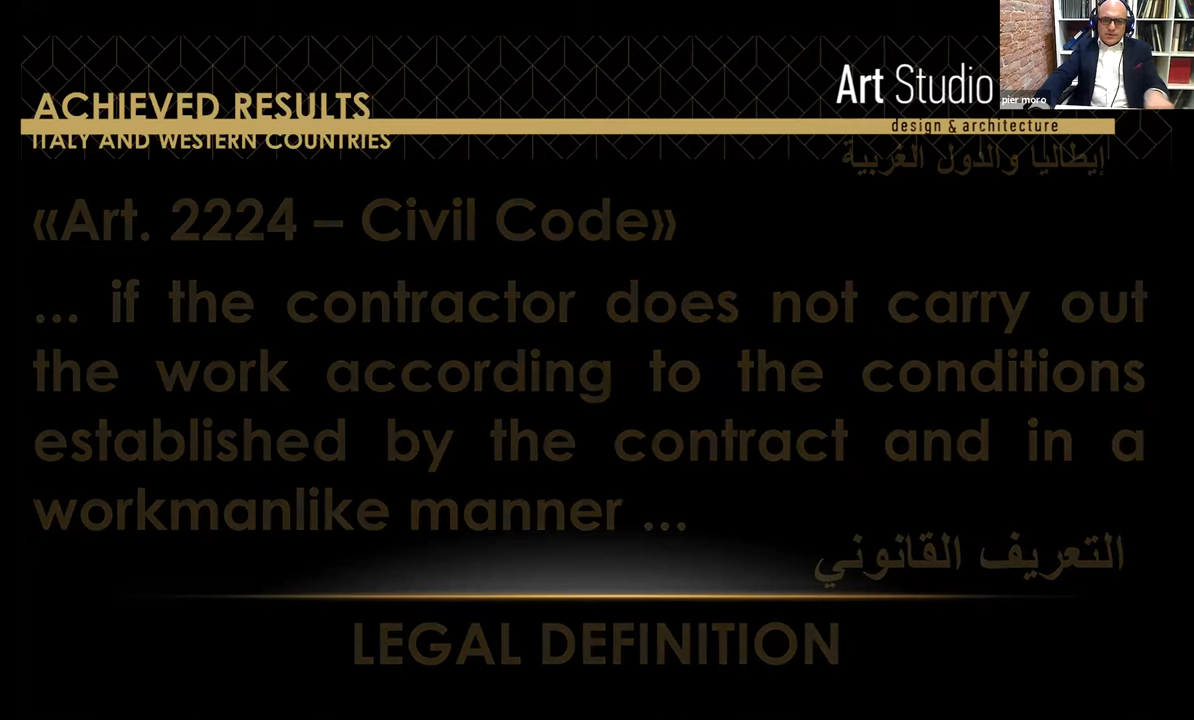 ACHIEVED RESULTS
ITALY AND WESTERN COUNTRIES
Art Studio
design & architecture
pier moro
إيطاليا والدول الغربية
«Art. 2224 – Civil Code»
... if the contractor does not carry out
the work according to the conditions
established by the contract and in a
workmanlike manner ...
التعريف القانوني
LEGAL DEFINITION